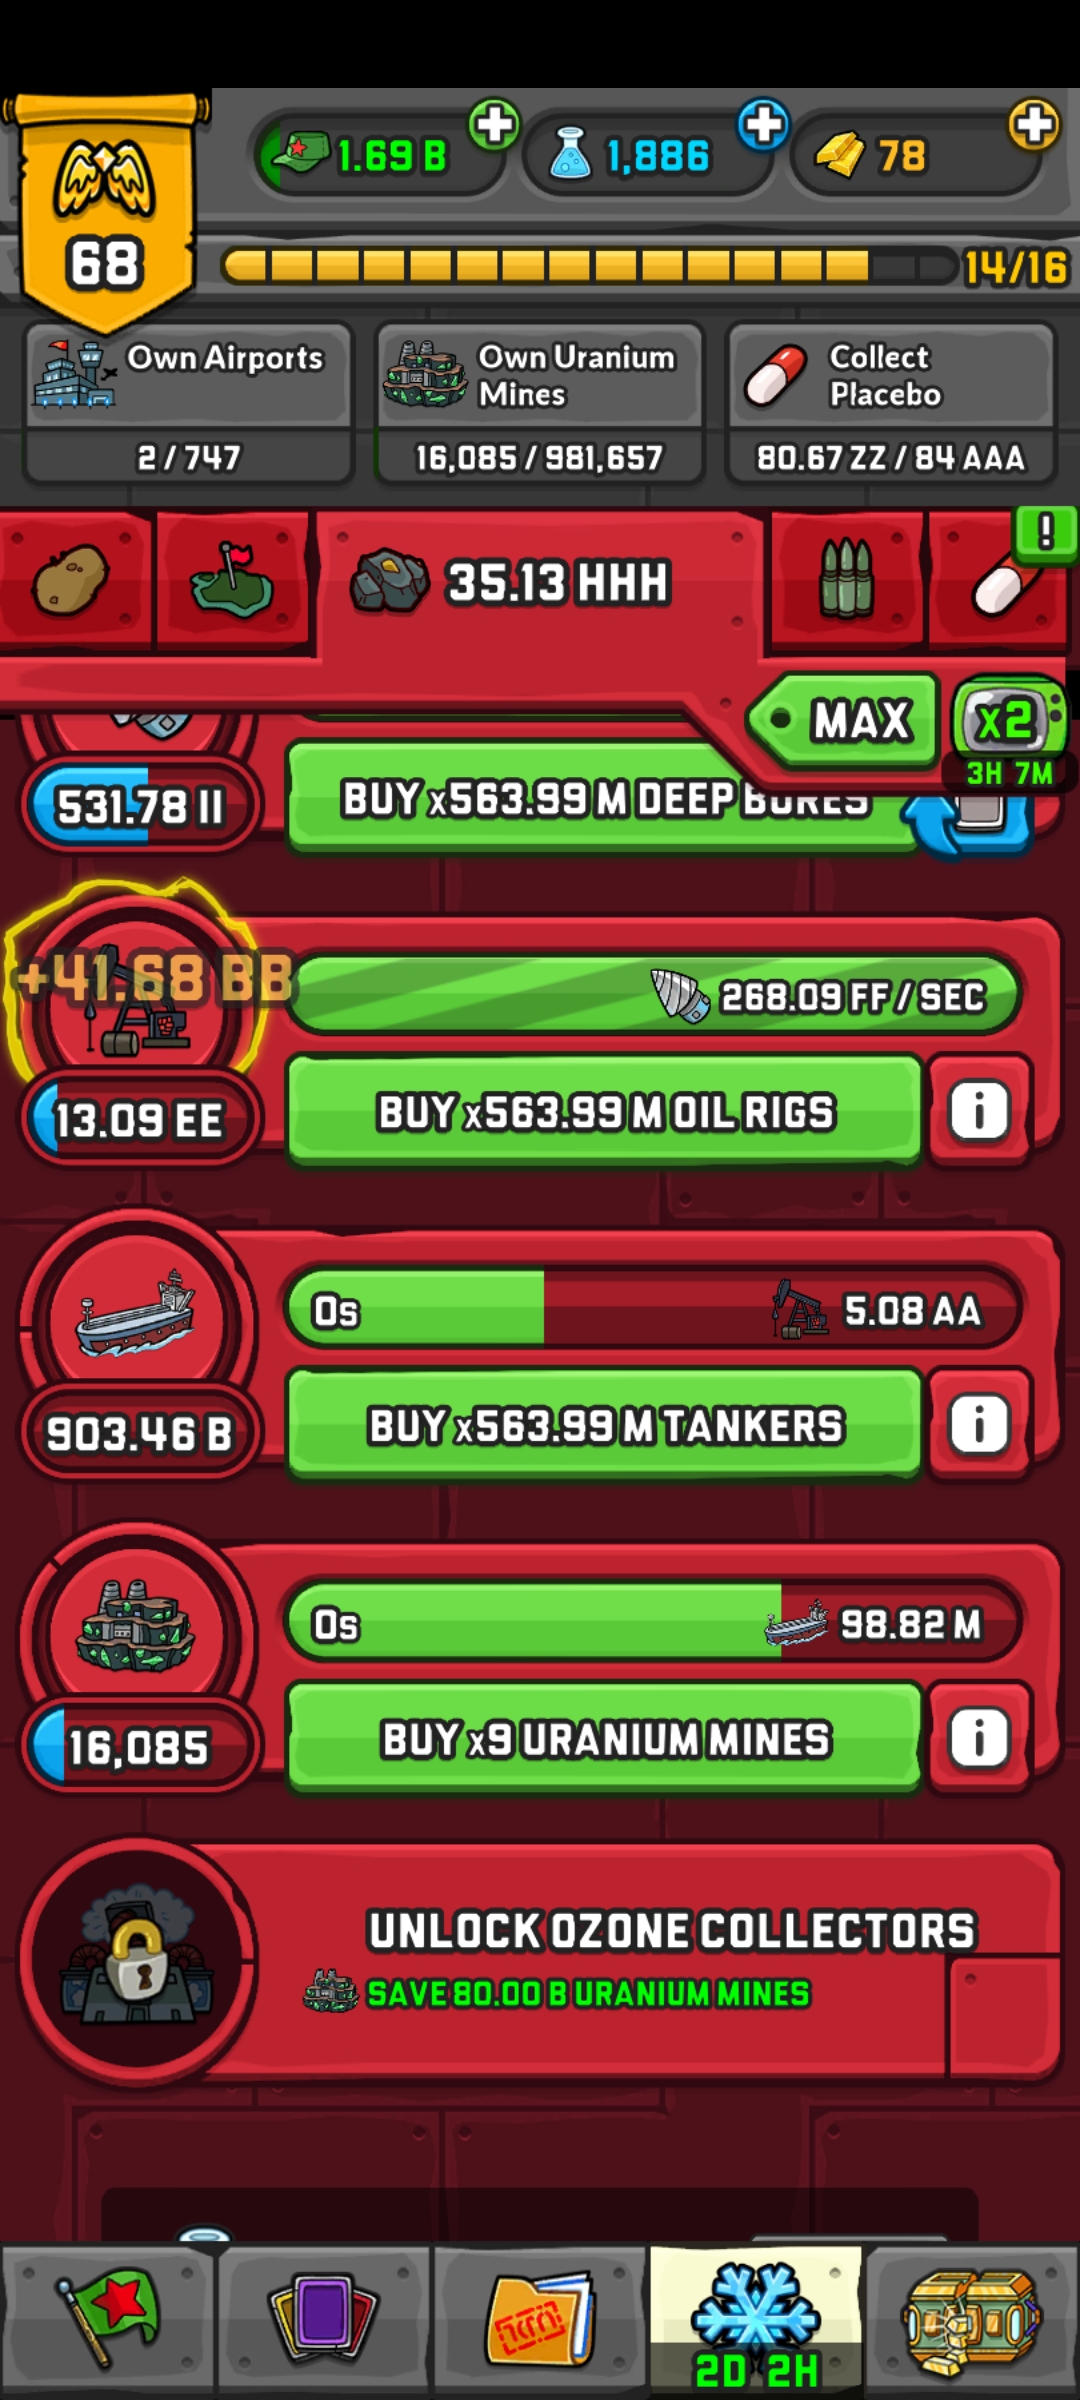 1.69 B
1,886
78
68
14/16
Own Airports
2 / 747
Own Uranium
Mines
16,085 / 981,657
Collect
Placebo
80.67 ZZ / 84 AAA
!
35.13 HHH
MAX
x2
3H 7M
531.78 II
BUY x563.99 M DEEP BORES
+41.68 BB
268.09 FF / SEC
13.09 EE
BUY x563.99 M OIL RIGS
i
0s
5.08 AA
903.46 B
BUY x563.99 M TANKERS
i
0s
98.82 M
16,085
BUY x9 URANIUM MINES
i
UNLOCK OZONE COLLECTORS
SAVE 80.00 B URANIUM MINES
2D 2H